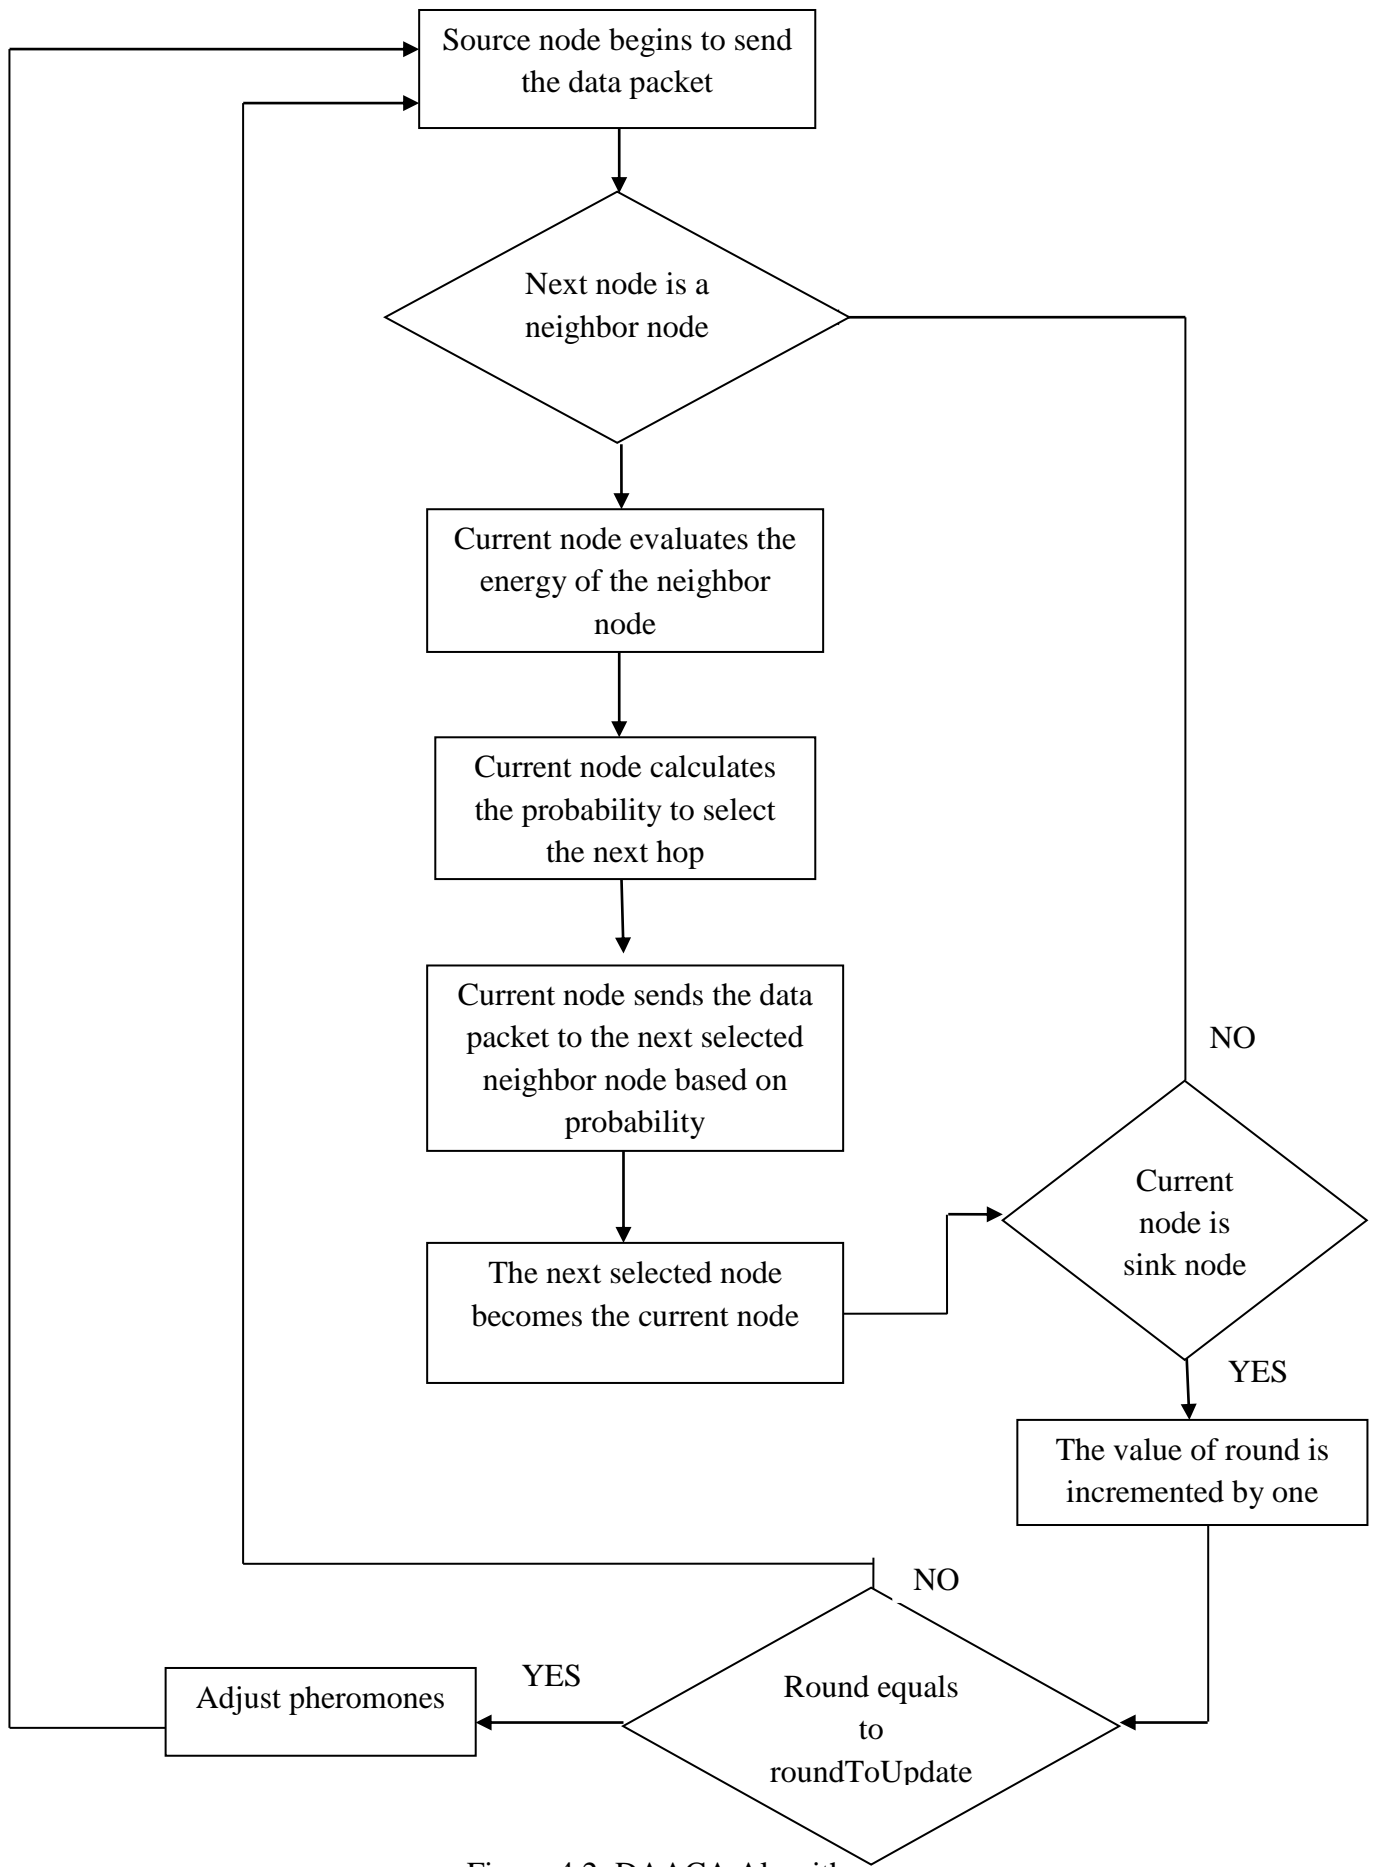 Source node begins to send
the data packet
Next node is a
neighbor node
Current node evaluates the
energy of the neighbor
node
Current node calculates
the probability to select
the next hop
Current node sends the data
packet to the next selected
neighbor node based on
probability
NO
Current
node is
sink node
The next selected node
becomes the current node
YES
The value of round is
incremented by one
NO
YES
Round equals
to
roundToUpdate
Adjust pheromones
Figure 4.2: DAACA